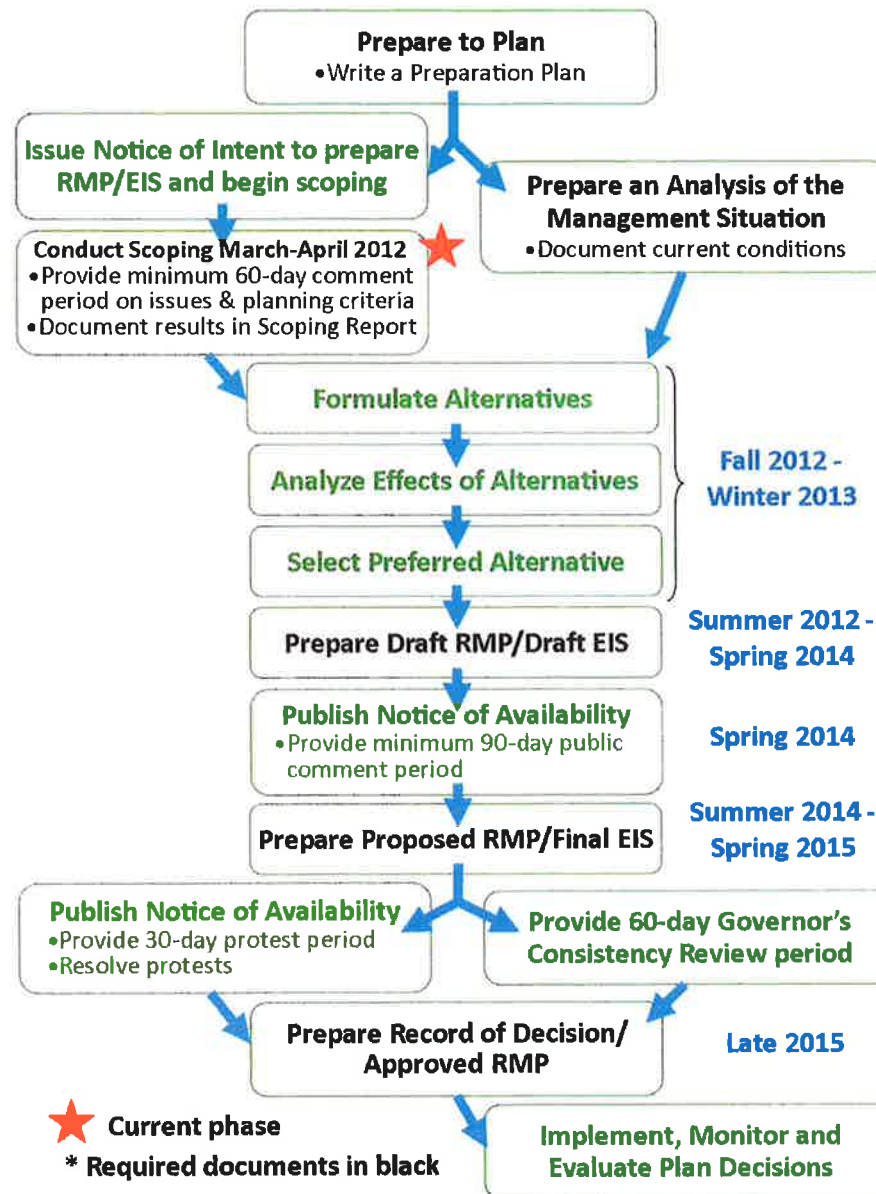 Prepare to Plan
•Write a Preparation Plan
Issue Notice of Intent to prepare
RMP/EIS and begin scoping
Prepare an Analysis of the
Management Situation
•Document current conditions
Conduct Scoping March-April 2012
•Provide minimum 60-day comment
period on issues & planning criteria
•Document results in Scoping Report
Formulate Alternatives
Analyze Effects of Alternatives
Select Preferred Alternative
Fall 2012 -
Winter 2013
Prepare Draft RMP/Draft EIS
Summer 2012 -
Spring 2014
Publish Notice of Availability
•Provide minimum 90-day public
comment period
Spring 2014
Prepare Proposed RMP/Final EIS
Summer 2014 -
Spring 2015
Publish Notice of Availability
•Provide 30-day protest period
•Resolve protests
Provide 60-day Governor's
Consistency Review period
Prepare Record of Decision/
Approved RMP
Late 2015
Implement, Monitor and
Evaluate Plan Decisions
Current phase
* Required documents in black